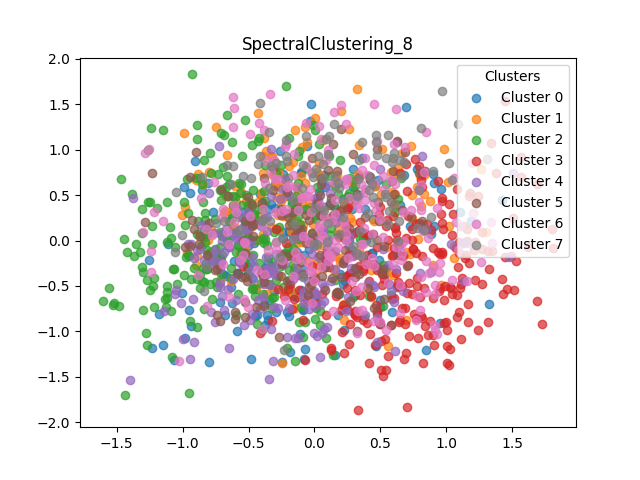 SpectralClustering_8
Clusters
Cluster 0
Cluster 1
Cluster 2
Cluster 3
Cluster 4
Cluster 5
Cluster 6
Cluster 7
2.0
1.5
1.0
0.5
0.0
−0.5
−1.0
−1.5
−2.0
−1.5 −1.0 −0.5 0.0 0.5 1.0 1.5